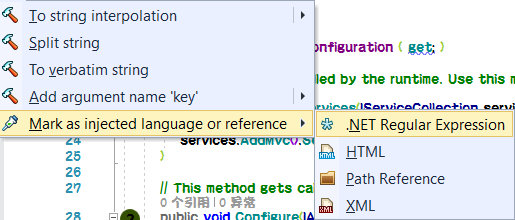 To string interpolation
Split string
To verbatim string
Add argument name 'key'
Mark as injected language or reference
.NET Regular Expression
HTML
Path Reference
XML
onfiguration { get; }
led by the runtime. Use this m
ervices(IServiceCollection servi
24 services.AddMvc().Se
25 }
26
27 // This method gets ca
0 个引用 | 0 异常
28 public void Configure(IA